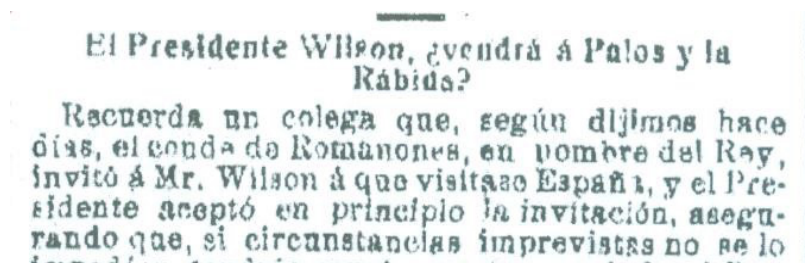 El Presidente Wilson, ¿vendrá á Palos y la
Rábida?
Recuerda un colega que, según dijimos hace
días, el conde de Romanones, en nombre del Rey,
invitó á Mr. Wilson á que visitase España, y el Pre-
sidente aceptó en principio la invitación, asegu-
rando que, si circunstancias imprevistas no se lo